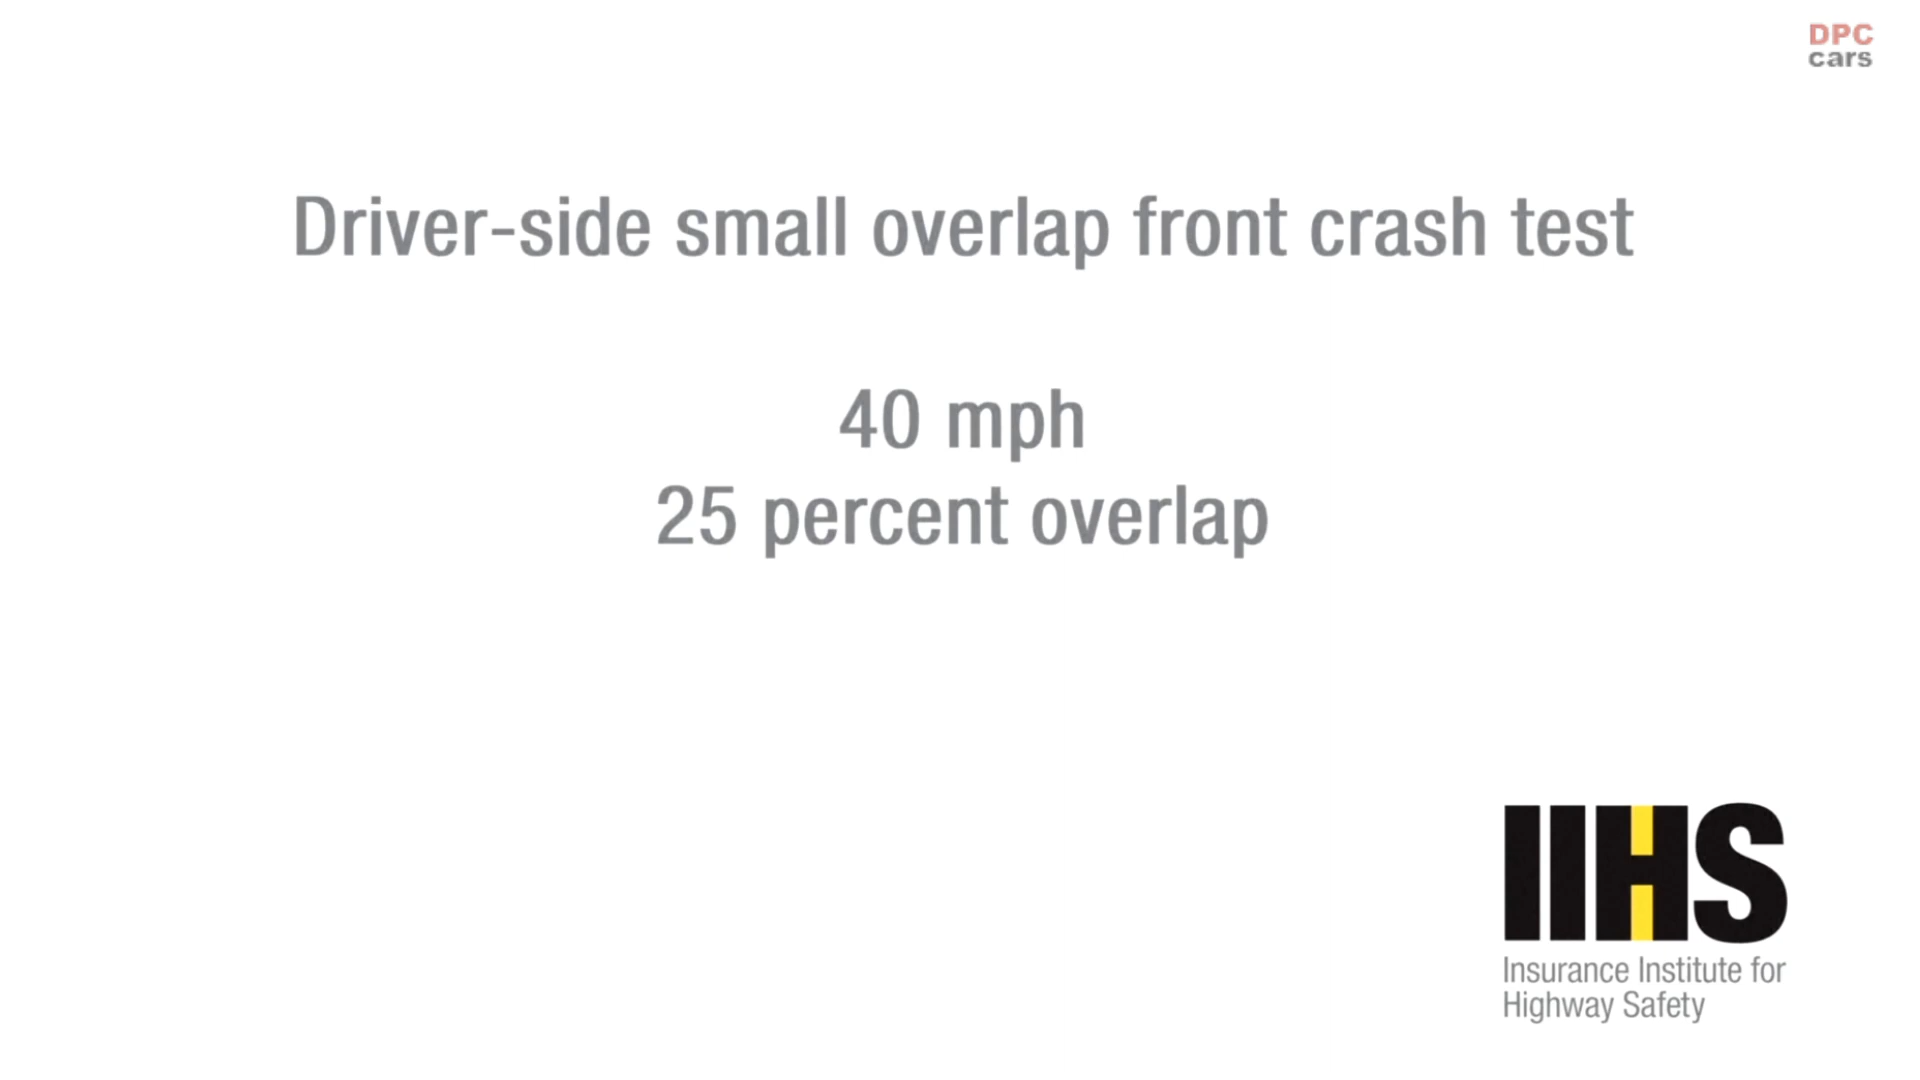 DPC
cars
Driver-side small overlap front crash test
40 mph
25 percent overlap
IIHS
Insurance Institute for
Highway Safety